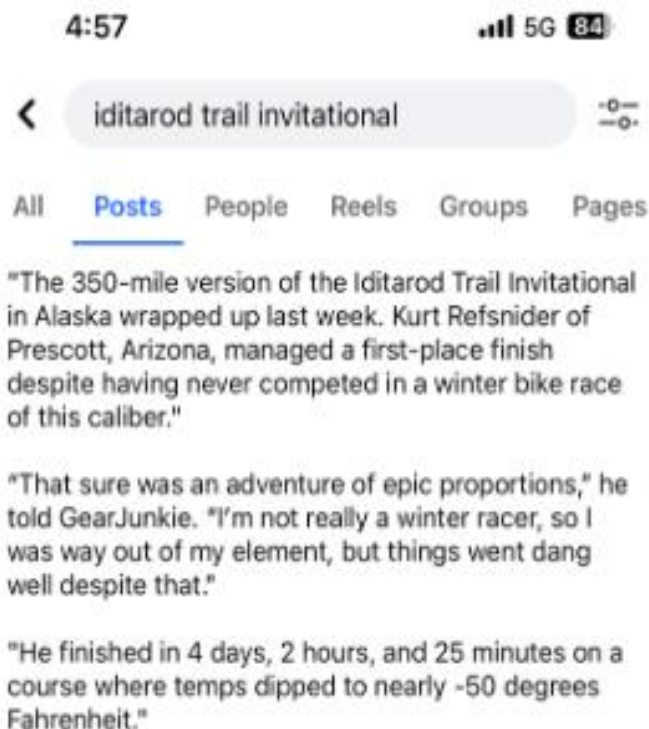 4:57 5G 84
iditarod trail invitational
All Posts People Reels Groups Pages
"The 350-mile version of the Iditarod Trail Invitational
in Alaska wrapped up last week. Kurt Refsnider of
Prescott, Arizona, managed a first-place finish
despite having never competed in a winter bike race
of this caliber."
"That sure was an adventure of epic proportions," he
told GearJunkie. "I'm not really a winter racer, so I
was way out of my element, but things went dang
well despite that."
"He finished in 4 days, 2 hours, and 25 minutes on a
course where temps dipped to nearly -50 degrees
Fahrenheit."